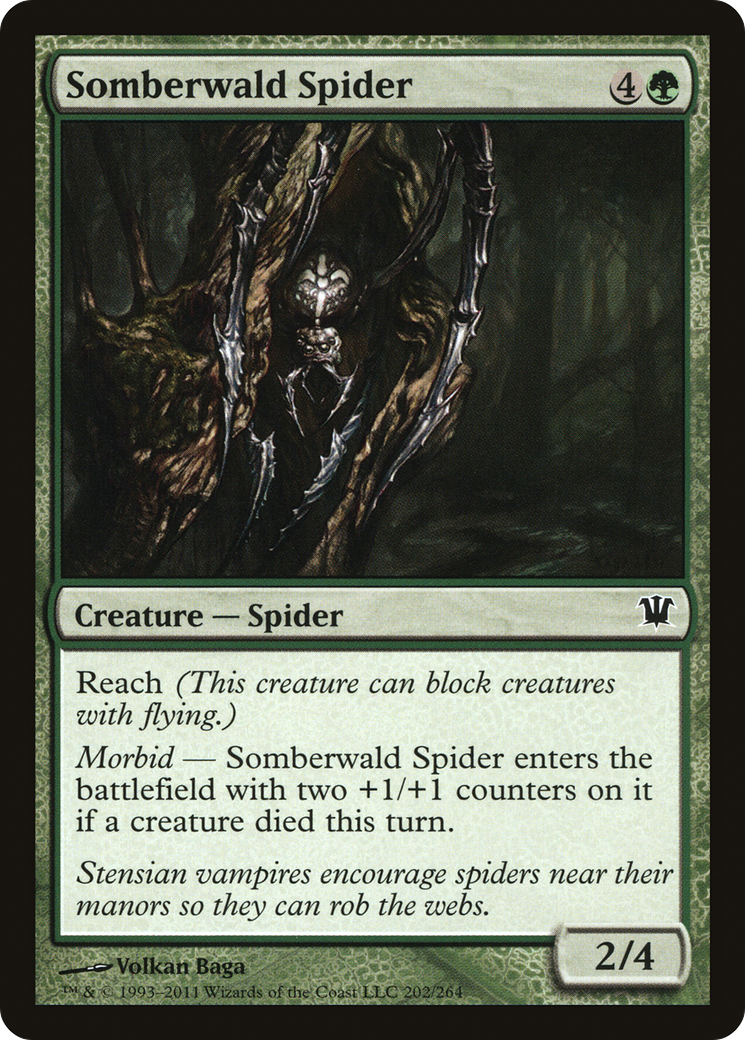 Somberwald Spider 4
Creature — Spider
Reach (This creature can block creatures
with flying.)
Morbid — Somberwald Spider enters the
battlefield with two +1/+1 counters on it
if a creature died this turn.
Stensian vampires encourage spiders near their
manors so they can rob the webs.
2/4
Volkan Baga
™ & © 1993–2011 Wizards of the Coast LLC 202/264